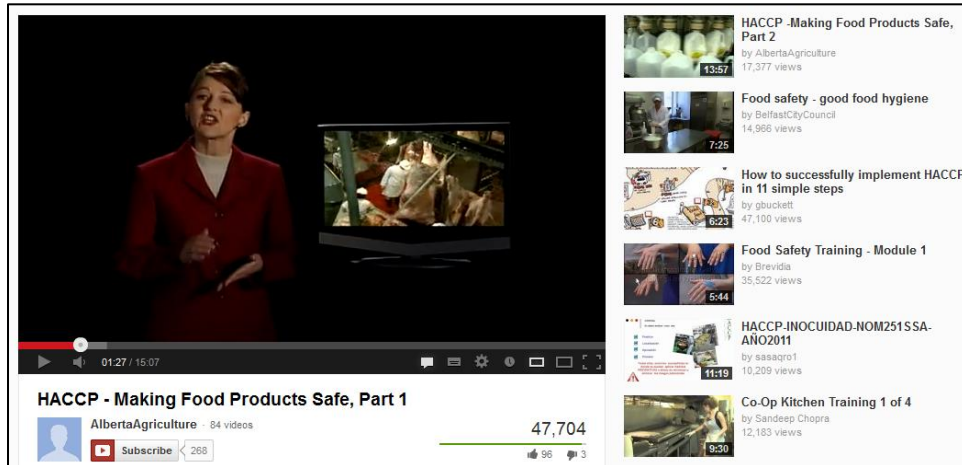 01:27 / 15:07
HACCP - Making Food Products Safe, Part 1
AlbertaAgriculture · 84 videos
Subscribe 268
47,704
96 3
HACCP -Making Food Products Safe,
Part 2
by AlbertaAgriculture
17,377 views
13:57
Food safety - good food hygiene
by BelfastCityCouncil
14,966 views
7:25
How to successfully implement HACCP
in 11 simple steps
by gbuckett
47,100 views
6:23
Food Safety Training - Module 1
by Brevidia
35,522 views
5:44
HACCP-INOCUIDAD-NOM251SSA-
AÑO2011
by sasaqro1
10,209 views
11:19
Co-Op Kitchen Training 1 of 4
by Sandeep Chopra
12,183 views
9:30